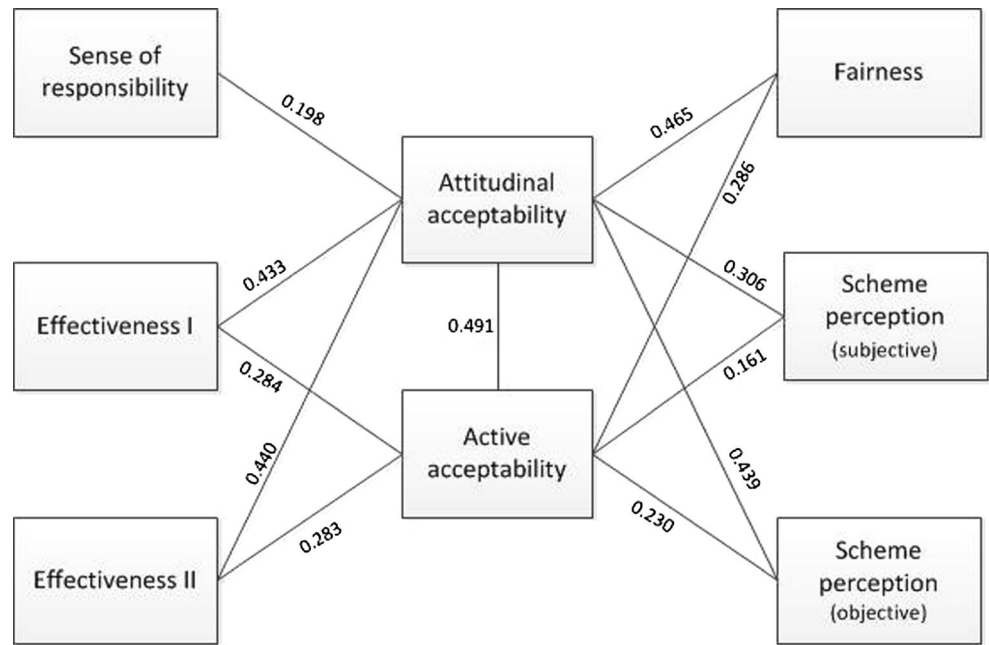 Sense of
responsibility
Fairness
0.198
0.465
Attitudinal
acceptability
0.286
0.433
0.306
Effectiveness I
0.491
Scheme
perception
(subjective)
0.284
0.161
Active
acceptability
0.440
0.439
0.283
0.230
Effectiveness II
Scheme
perception
(objective)